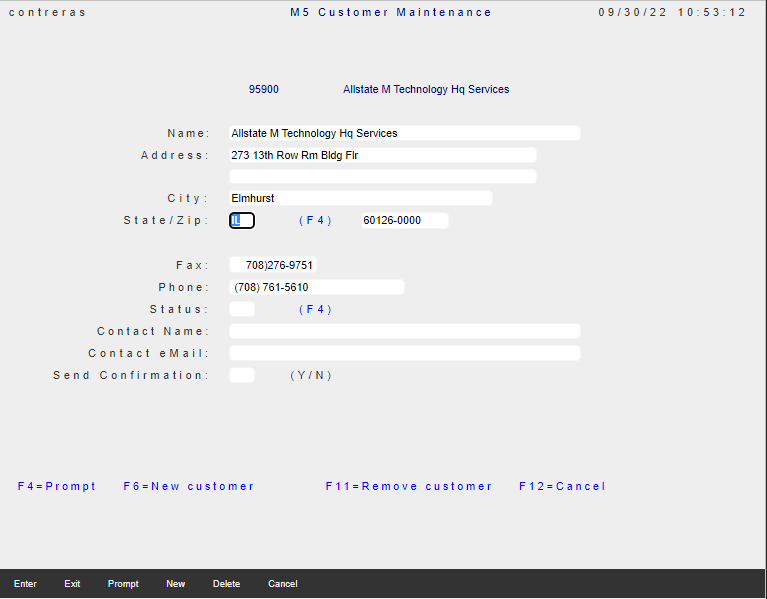 contreras M5 Customer Maintenance 09/30/22 10:53:12
95900 Allstate M Technology Hq Services
Name: Allstate M Technology Hq Services
Address: 273 13th Row Rm Bldg Flr
City: Elmhurst
State/Zip: IL (F4) 60126-0000
Fax: 708)276-9751
Phone: (708) 761-5610
Status: (F4)
Contact Name:
Contact eMail:
Send Confirmation: (Y/N)
F4=Prompt F6=New customer F11=Remove customer F12=Cancel
Enter Exit Prompt New Delete Cancel